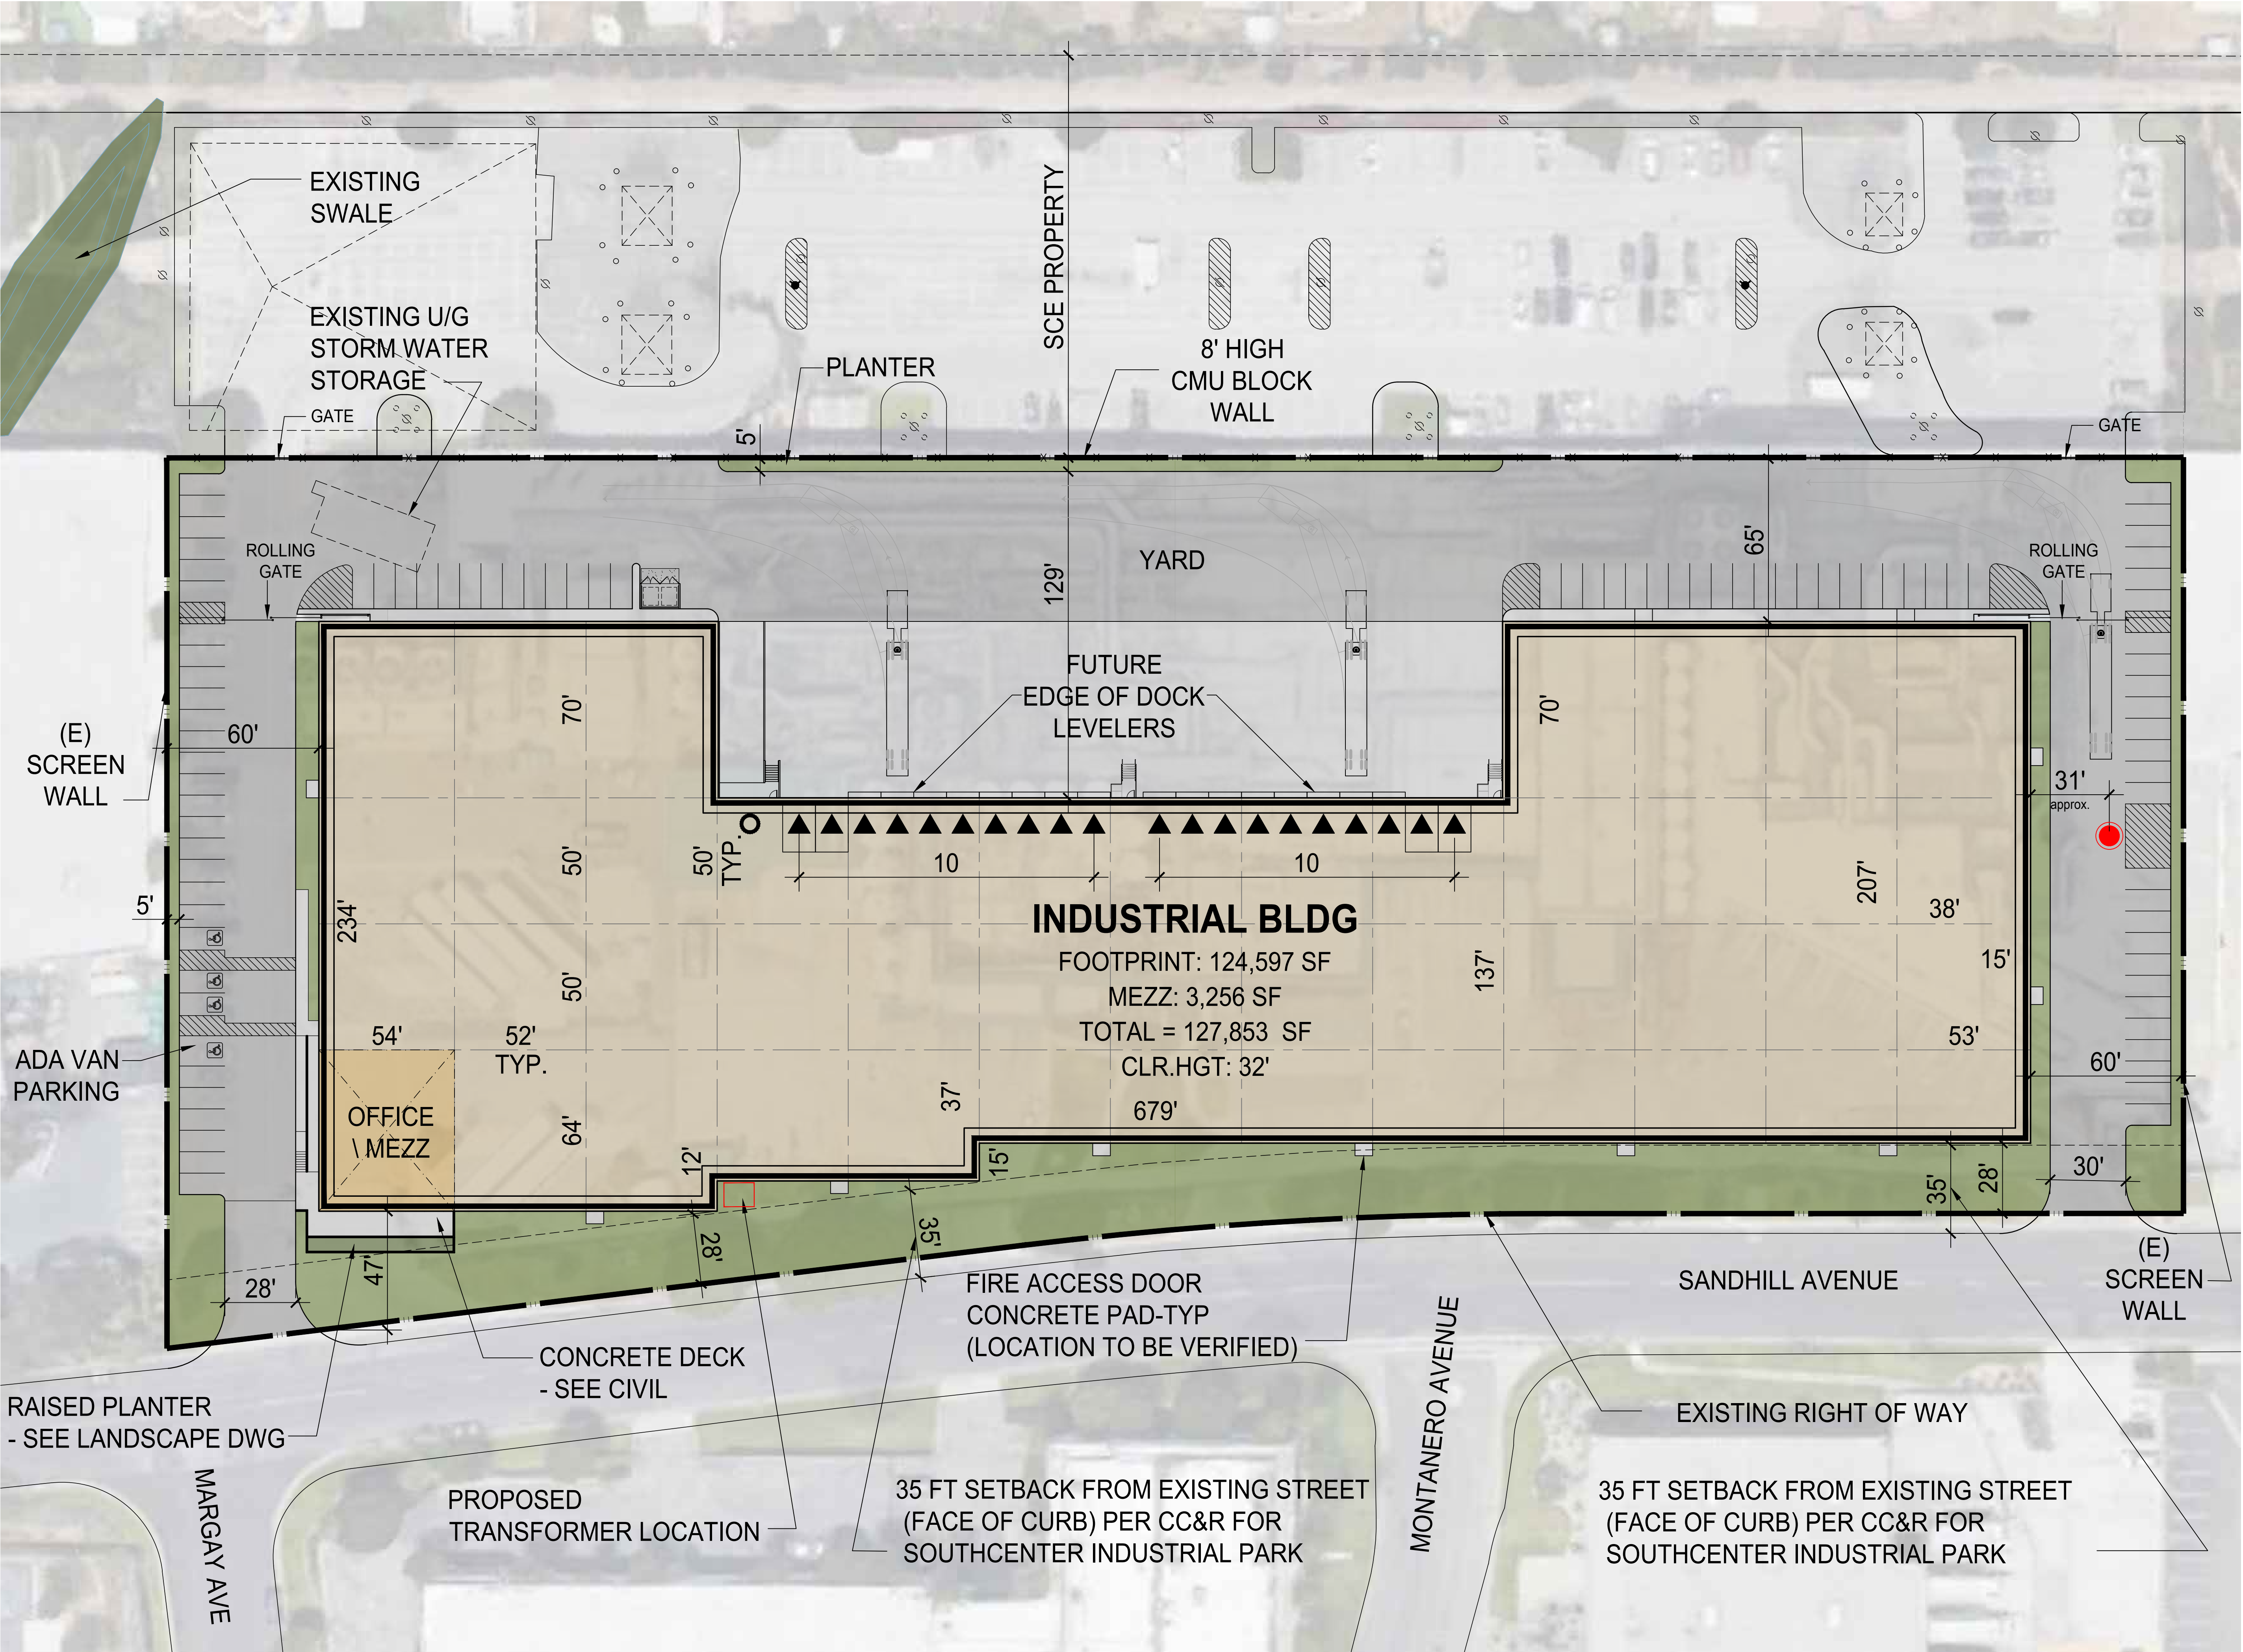 SCE PROPERTY
EXISTING
SWALE
EXISTING U/G
STORM WATER
STORAGE
GATE
PLANTER
8' HIGH
CMU BLOCK
WALL
GATE
5'
ROLLING
GATE
YARD
129'
65'
ROLLING
GATE
FUTURE
EDGE OF DOCK
LEVELERS
70'
70'
(E)
SCREEN
WALL
60'
31'
approx.
50'
50'
TYP.
10
10
207'
5'
234'
INDUSTRIAL BLDG
FOOTPRINT: 124,597 SF
MEZZ: 3,256 SF
TOTAL = 127,853 SF
CLR.HGT: 32'
38'
15'
50'
137'
53'
54'
52'
TYP.
ADA VAN
PARKING
60'
OFFICE
\ MEZZ
64'
37'
679'
12'
15'
35'
28'
30'
47'
28'
28'
35'
FIRE ACCESS DOOR
CONCRETE PAD-TYP
(LOCATION TO BE VERIFIED)
SANDHILL AVENUE
(E)
SCREEN
WALL
CONCRETE DECK
- SEE CIVIL
RAISED PLANTER
- SEE LANDSCAPE DWG
MONTANERO AVENUE
EXISTING RIGHT OF WAY
MARGAY AVE
PROPOSED
TRANSFORMER LOCATION
35 FT SETBACK FROM EXISTING STREET
(FACE OF CURB) PER CC&R FOR
SOUTHCENTER INDUSTRIAL PARK
35 FT SETBACK FROM EXISTING STREET
(FACE OF CURB) PER CC&R FOR
SOUTHCENTER INDUSTRIAL PARK